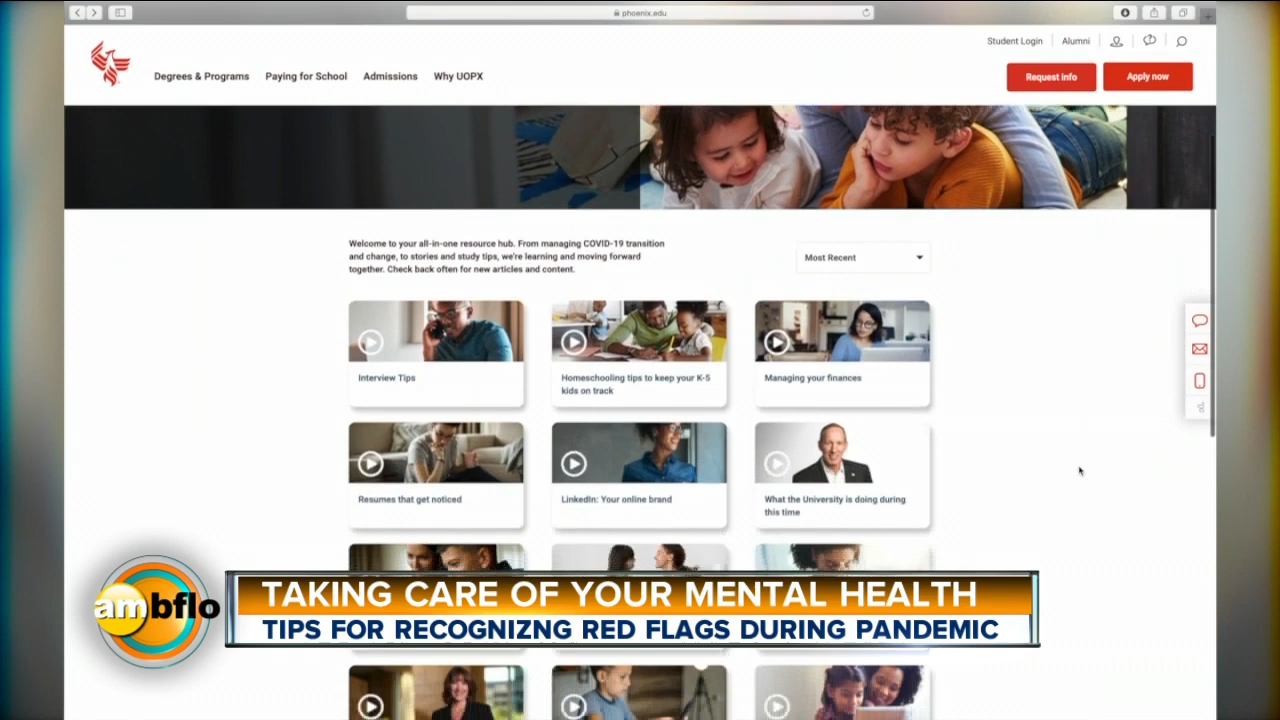 phoenix.edu
Student Login
Alumni
Degrees & Programs
Paying for School
Admissions
Why UOPX
Request info
Apply now
Welcome to your all-in-one resource hub. From managing COVID-19 transition
and change, to stories and study tips, we're learning and moving forward
together. Check back often for new articles and content.
Most Recent
Interview Tips
Homeschooling tips to keep your K-5
kids on track
Managing your finances
Resumes that get noticed
LinkedIn: Your online brand
What the University is doing during
this time
ambflo
TAKING CARE OF YOUR MENTAL HEALTH
TIPS FOR RECOGNIZNG RED FLAGS DURING PANDEMIC